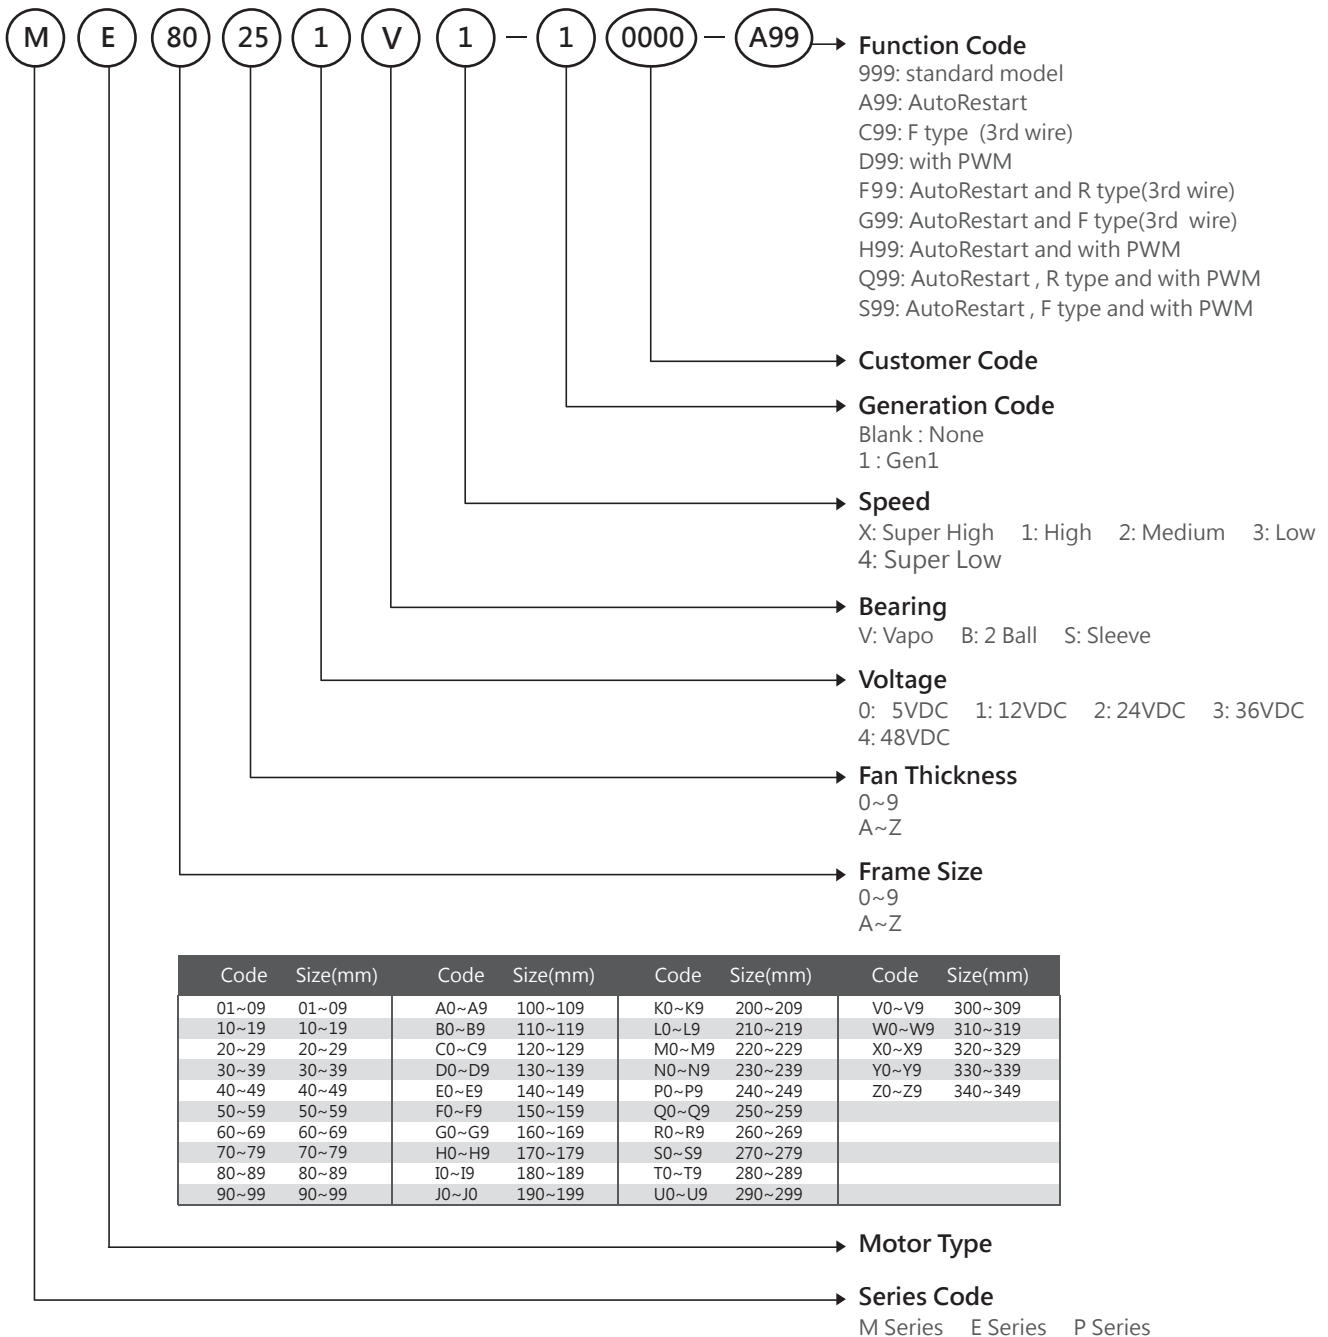 M E 80 25 1 V 1 – 1 0000 – A99
Function Code
999: standard model
A99: AutoRestart
C99: F type (3rd wire)
D99: with PWM
F99: AutoRestart and R type(3rd wire)
G99: AutoRestart and F type(3rd wire)
H99: AutoRestart and with PWM
Q99: AutoRestart , R type and with PWM
S99: AutoRestart , F type and with PWM
Customer Code
Generation Code
Blank : None
1 : Gen1
Speed
X: Super High 1: High 2: Medium 3: Low
4: Super Low
Bearing
V: Vapo B: 2 Ball S: Sleeve
Voltage
0: 5VDC 1: 12VDC 2: 24VDC 3: 36VDC
4: 48VDC
Fan Thickness
0~9
A~Z
Frame Size
0~9
A~Z
Code Size(mm) Code Size(mm) Code Size(mm) Code Size(mm)
01~09 01~09 A0~A9 100~109 K0~K9 200~209 V0~V9 300~309
10~19 10~19 B0~B9 110~119 L0~L9 210~219 W0~W9 310~319
20~29 20~29 C0~C9 120~129 M0~M9 220~229 X0~X9 320~329
30~39 30~39 D0~D9 130~139 N0~N9 230~239 Y0~Y9 330~339
40~49 40~49 E0~E9 140~149 P0~P9 240~249 Z0~Z9 340~349
50~59 50~59 F0~F9 150~159 Q0~Q9 250~259
60~69 60~69 G0~G9 160~169 R0~R9 260~269
70~79 70~79 H0~H9 170~179 S0~S9 270~279
80~89 80~89 I0~I9 180~189 T0~T9 280~289
90~99 90~99 J0~J0 190~199 U0~U9 290~299
Motor Type
Series Code
M Series E Series P Series